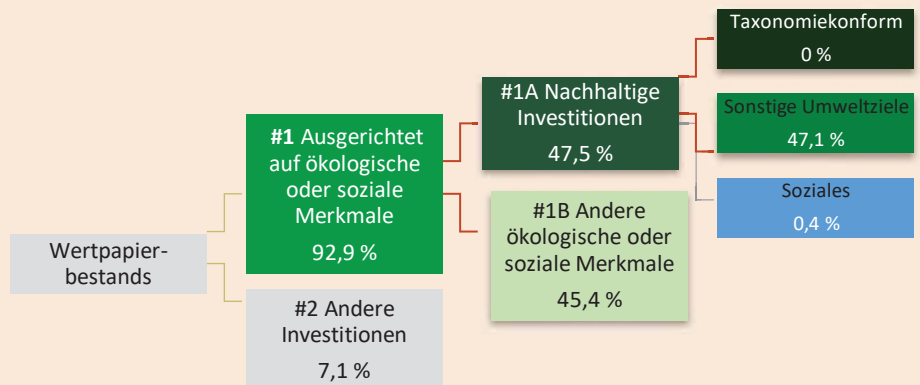 Wertpapier-
bestands
#1 Ausgerichtet
auf ökologische
oder soziale
Merkmale
92,9 %
#2 Andere
Investitionen
7,1 %
#1A Nachhaltige
Investitionen
47,5 %
#1B Andere
ökologische oder
soziale Merkmale
45,4 %
Taxonomiekonform
0 %
Sonstige Umweltziele
47,1 %
Soziales
0,4 %